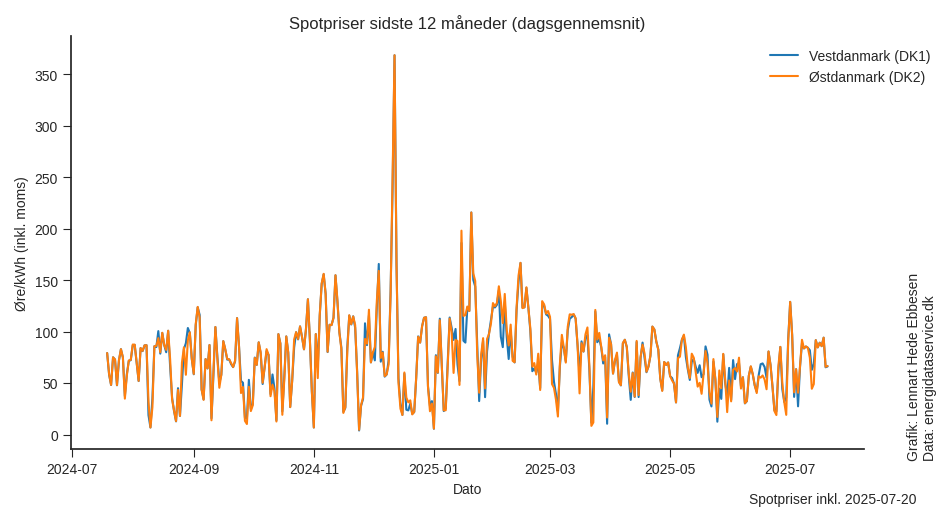 Spotpriser sidste 12 måneder (dagsgennemsnit)
Vestdanmark (DK1)
Østdanmark (DK2)
Øre/kWh (inkl. moms)
350
300
250
200
150
100
50
0
2024-07
2024-09
2024-11
2025-01
2025-03
2025-05
2025-07
Dato
Grafik: Lennart Hede Ebbesen
Data: energidataservice.dk
Spotpriser inkl. 2025-07-20